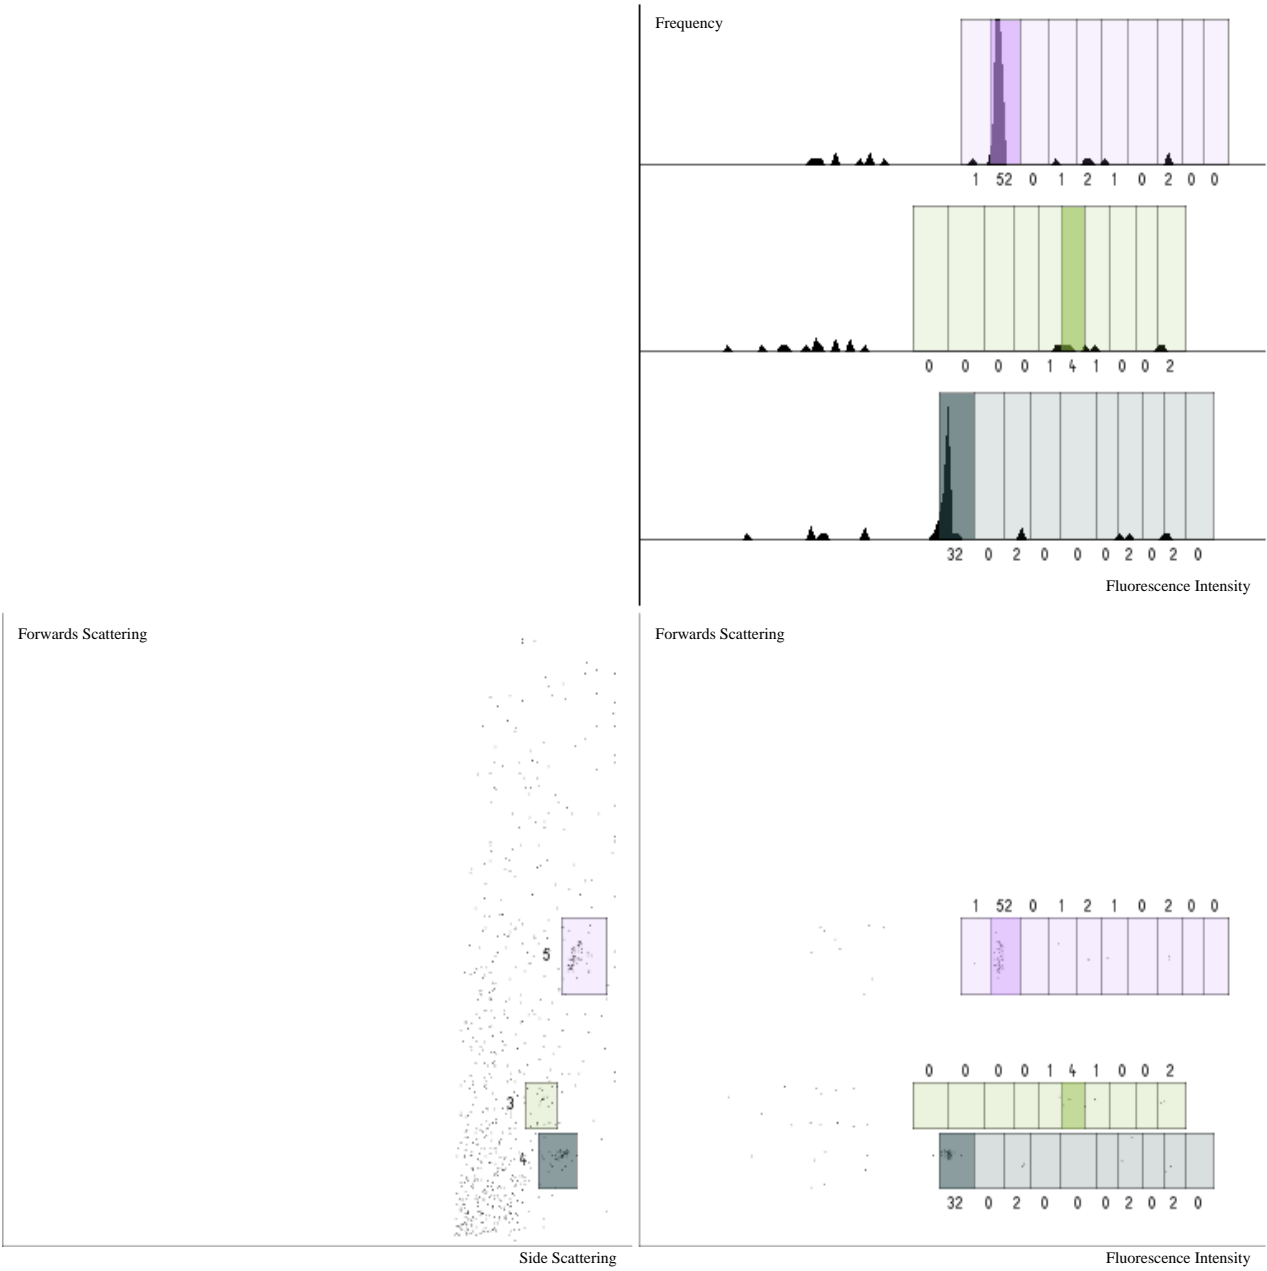 Frequency
1 52 0 1 2 1 0 2 0 0
0 0 0 0 1 4 1 0 0 2
32 0 2 0 0 0 2 0 2 0
Fluorescence Intensity
Forwards Scattering
5
3
4
Side Scattering
Forwards Scattering
1 52 0 1 2 1 0 2 0 0
0 0 0 0 1 4 1 0 0 2
32 0 2 0 0 0 2 0 2 0
Fluorescence Intensity